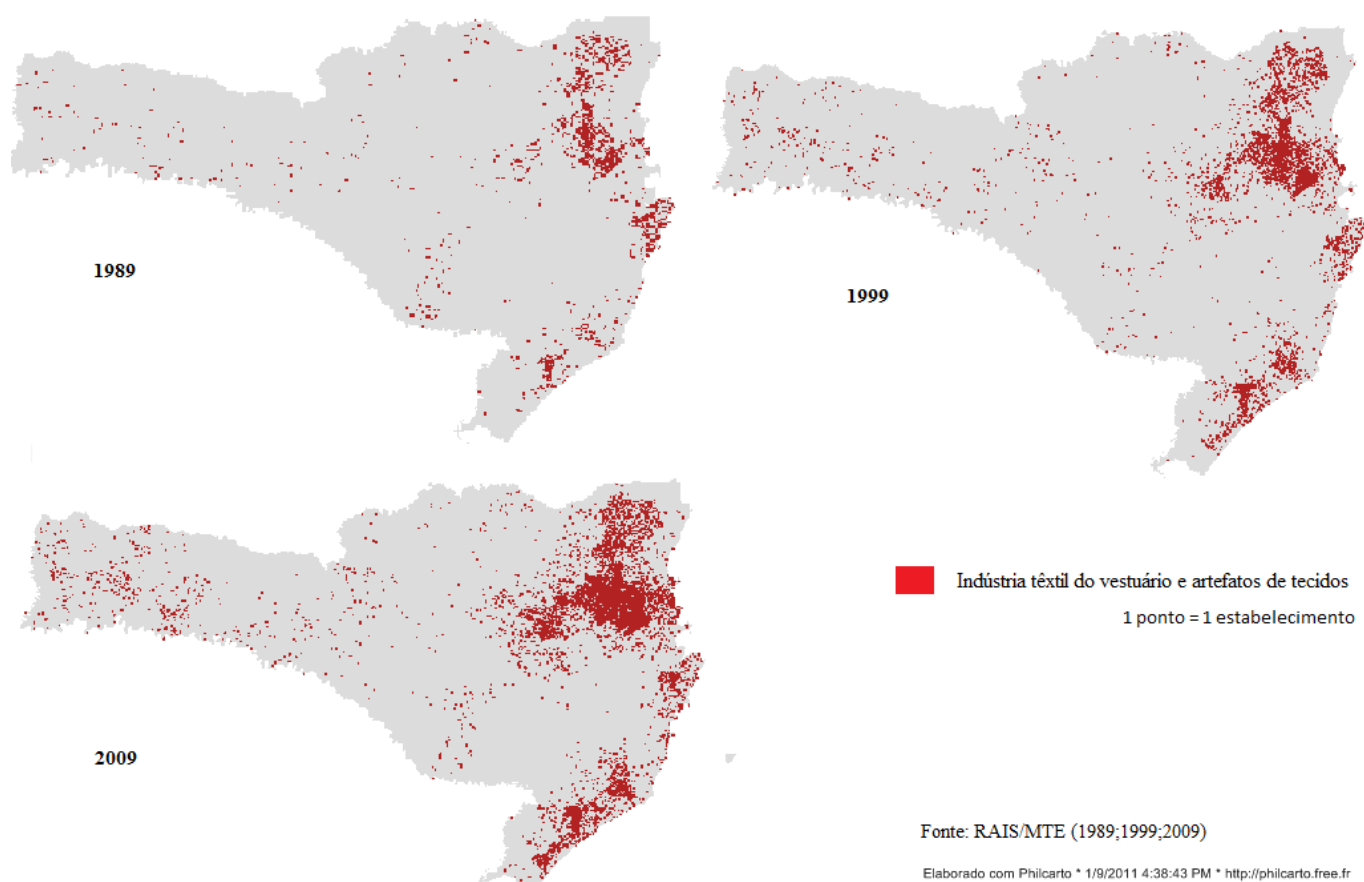 1989
1999
2009
Indústria têxtil do vestuário e artefatos de tecidos
1 ponto = 1 estabelecimento
Fonte: RAIS/MTE (1989;1999;2009)
Elaborado com Philcarto * 1/9/2011 4:38:43 PM * http://philcarto.free.fr